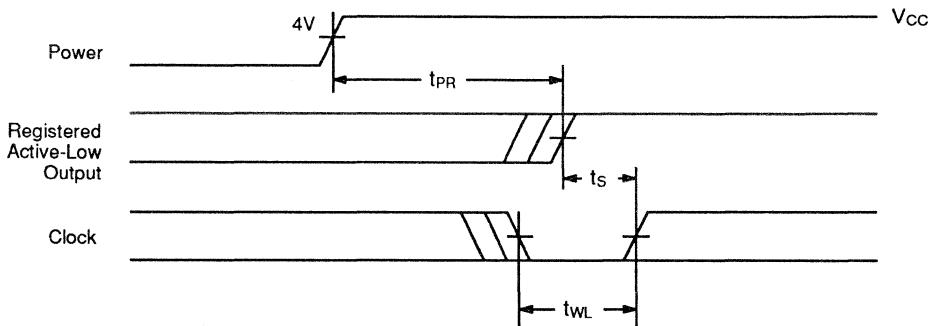 4V
VCC
Power
tPR
Registered
Active-Low
Output
tS
Clock
tWL